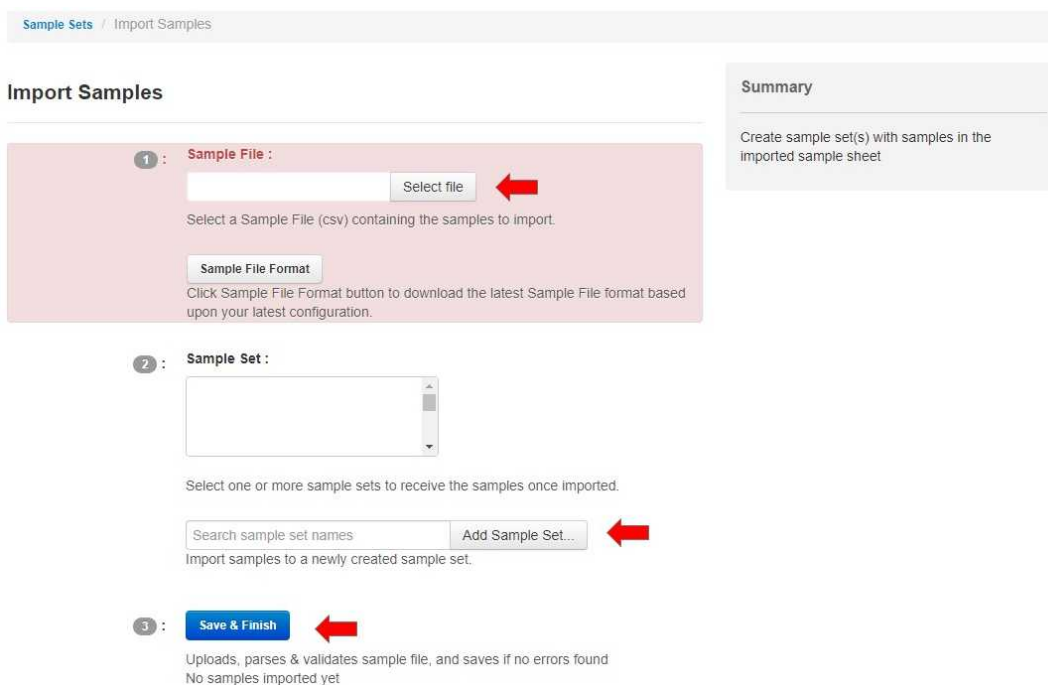 Sample Sets / Import Samples
Import Samples
1 : Sample File :
Select file
Select a Sample File (csv) containing the samples to import.
Sample File Format
Click Sample File Format button to download the latest Sample File format based
upon your latest configuration.
2 : Sample Set :
Select one or more sample sets to receive the samples once imported.
Search sample set names Add Sample Set...
Import samples to a newly created sample set.
3 : Save & Finish
Uploads, parses & validates sample file, and saves if no errors found
No samples imported yet
Summary
Create sample set(s) with samples in the
imported sample sheet